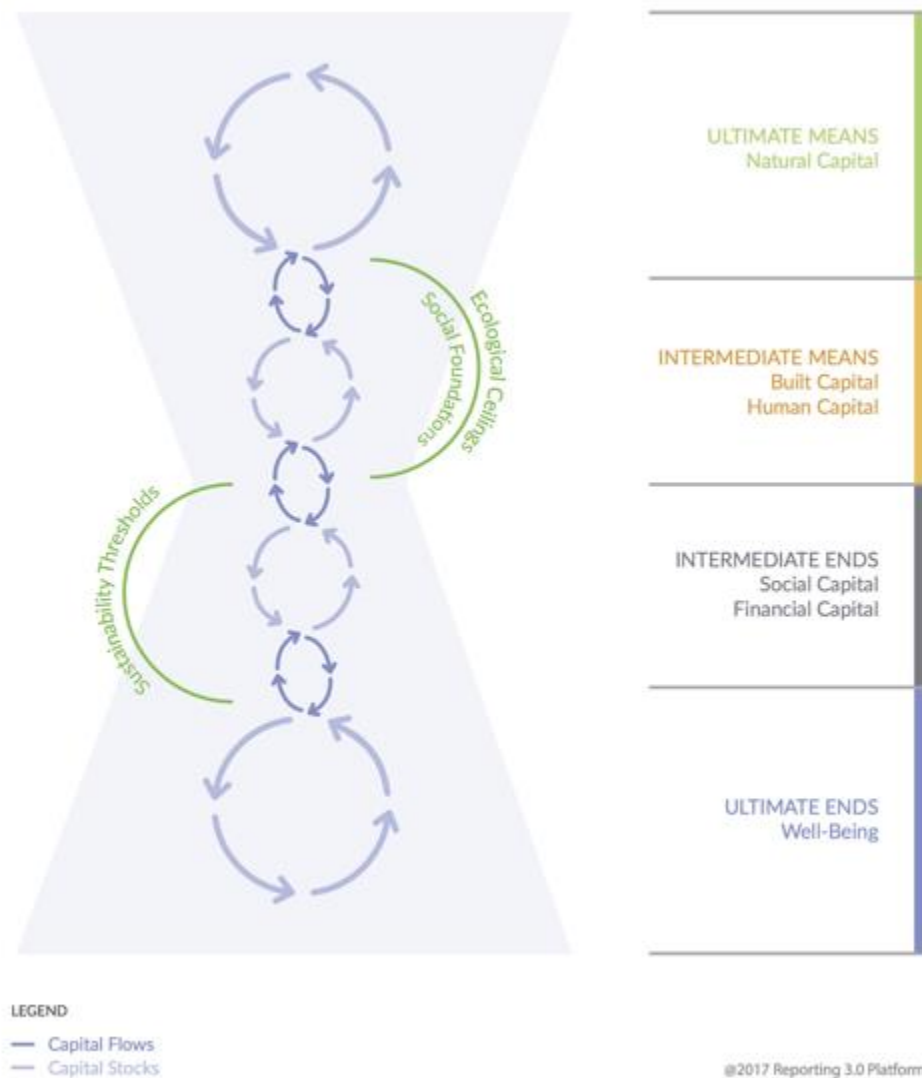 ULTIMATE MEANS
Natural Capital
Ecological Ceilings
Social Foundations
INTERMEDIATE MEANS
Built Capital
Human Capital
Sustainability Thresholds
INTERMEDIATE ENDS
Social Capital
Financial Capital
ULTIMATE ENDS
Well-Being
LEGEND
Capital Flows
Capital Stocks
@2017 Reporting 3.0 Platform